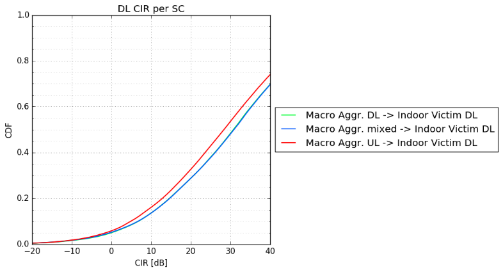 DL CIR per SC
1.0
0.8
0.6
0.4
0.2
0.0
CDF
−20
−10
0
10
20
30
40
CIR [dB]
Macro Aggr. DL -> Indoor Victim DL
Macro Aggr. mixed -> Indoor Victim DL
Macro Aggr. UL -> Indoor Victim DL